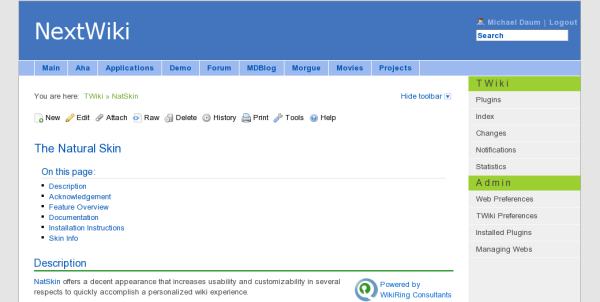 NextWiki
Michael Daum | Logout
Search
Main Aha Applications Demo Forum MDBlog Morgue Movies Projects
You are here: TWiki » NatSkin
Hide toolbar
New Edit Attach Raw Delete History Print Tools Help
The Natural Skin
On this page:
Description
Acknowledgement
Feature Overview
Documentation
Installation Instructions
Skin Info
Description
NatSkin offers a decent appearance that increases usability and customizability in several
respects to quickly accomplish a personalized wiki experience.
Powered by
WikiRing Consultants
TWiki
Plugins
Index
Changes
Notifications
Statistics
Admin
Web Preferences
TWiki Preferences
Installed Plugins
Managing Webs